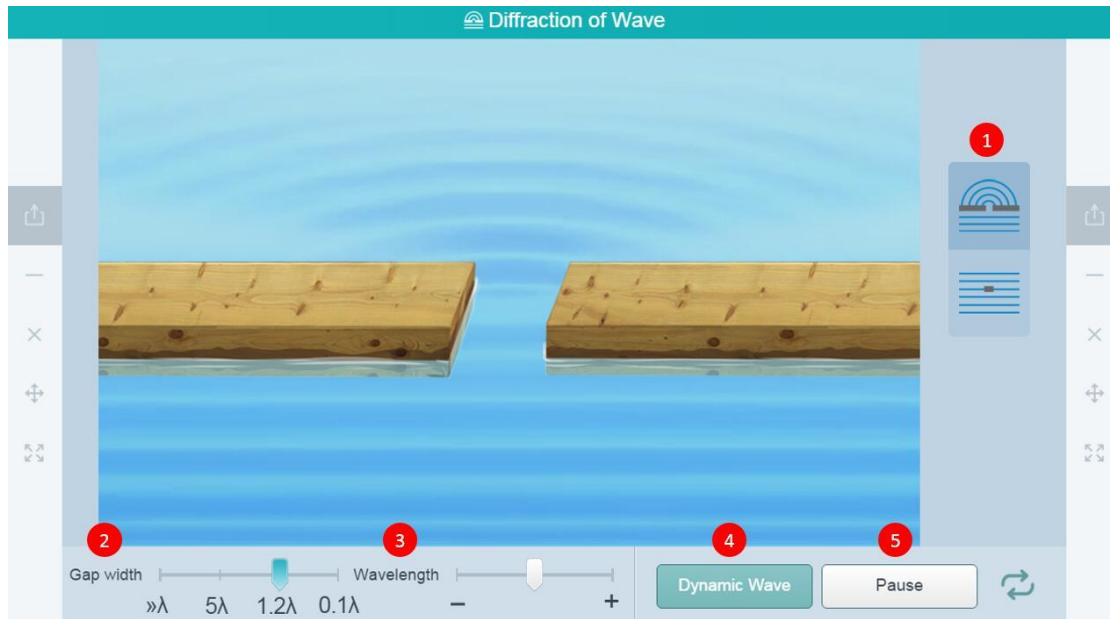 Diffraction of Wave
1
2
3
4
5
Gap width
»λ 5λ 1.2λ 0.1λ
Wavelength
− +
Dynamic Wave
Pause